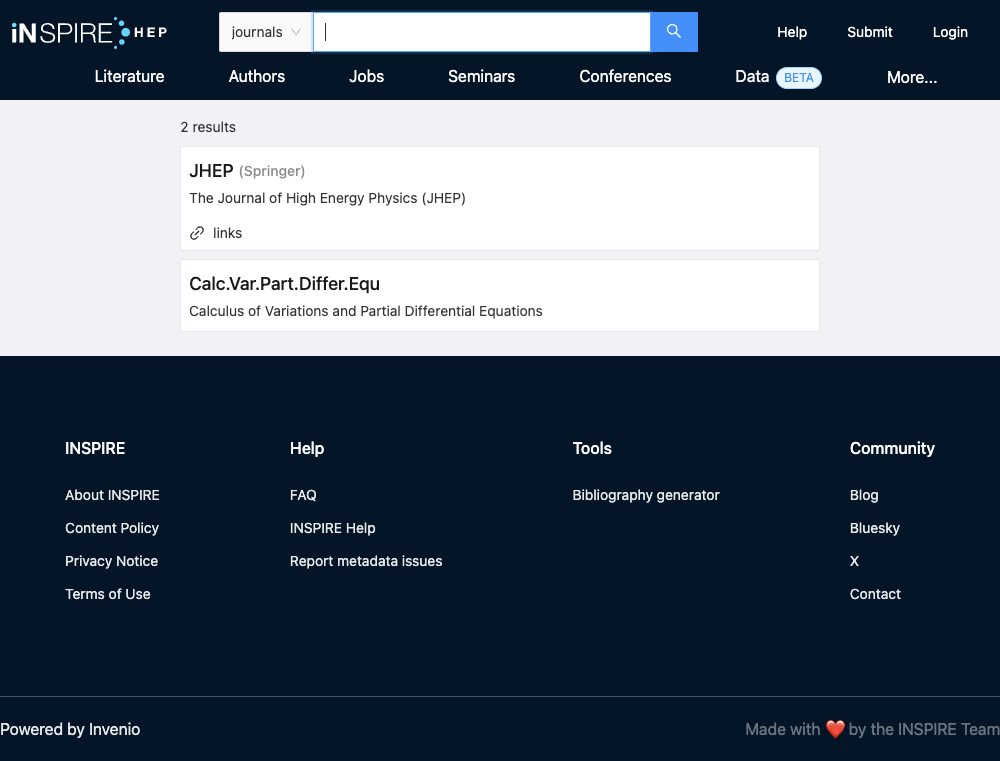 iNSPIRE HEP
journals
Help Submit Login
Literature Authors Jobs Seminars Conferences Data BETA More...
2 results
JHEP (Springer)
The Journal of High Energy Physics (JHEP)
links
Calc.Var.Part.Differ.Equ
Calculus of Variations and Partial Differential Equations
INSPIRE
About INSPIRE
Content Policy
Privacy Notice
Terms of Use
Help
FAQ
INSPIRE Help
Report metadata issues
Tools
Bibliography generator
Community
Blog
Bluesky
X
Contact
Powered by Invenio
Made with ❤️ by the INSPIRE Team